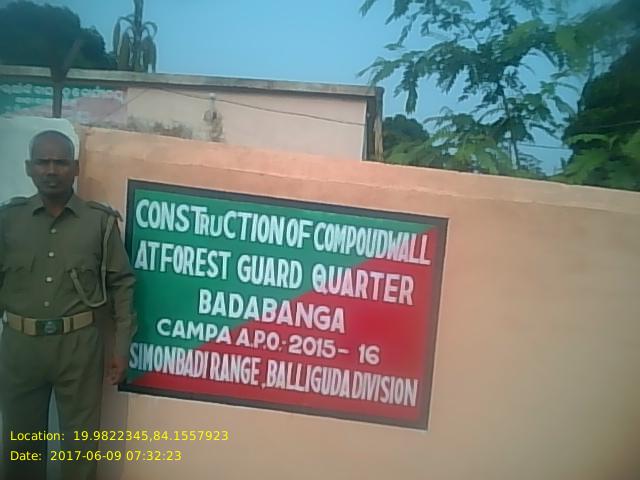 CONSTRUCTION OF COMPOUDWALL
AT FOREST GUARD QUARTER
BADABANGA
CAMPA A.P.O.: 2015 - 16
SIMONBADI RANGE, BALLIGUDA DIVISION
Location: 19.9822345,84.1557923
Date: 2017-06-09 07:32:23